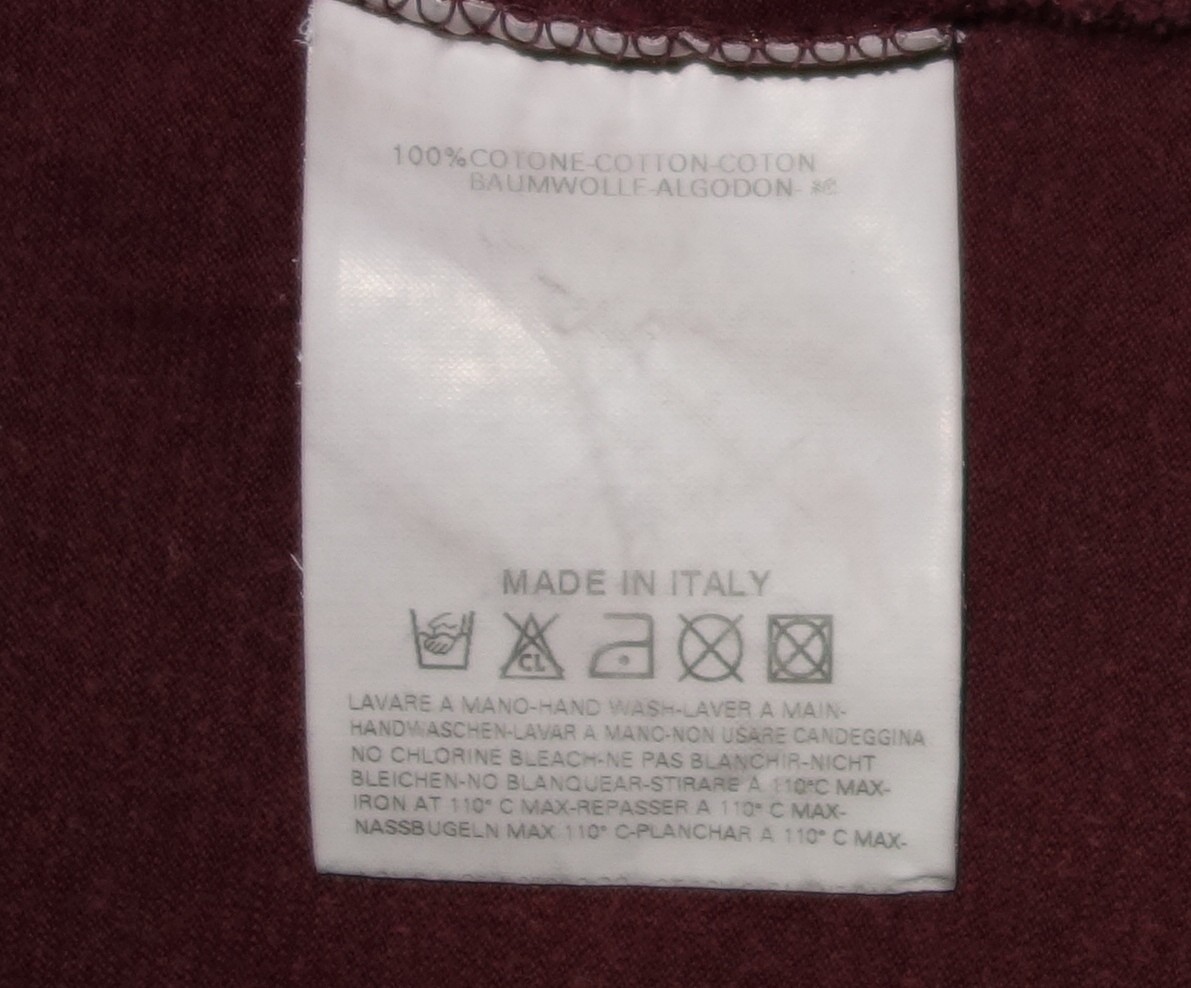 100%COTONE-COTTON-COTON
BAUMWOLLE-ALGODON-
MADE IN ITALY
CL
LAVARE A MANO-HAND WASH-LAVER A MAIN-
HANDWASCHEN-LAVAR A MANO-NON USARE CANDEGGINA
NO CHLORINE BLEACH-NE PAS BLANCHIR-NICHT
BLEICHEN-NO BLANQUEAR-STIRARE A 110°C MAX-
IRON AT 110° C MAX-REPASSER A 110° C MAX-
NASSBUGELN MAX 110° C-PLANCHAR A 110° C MAX-